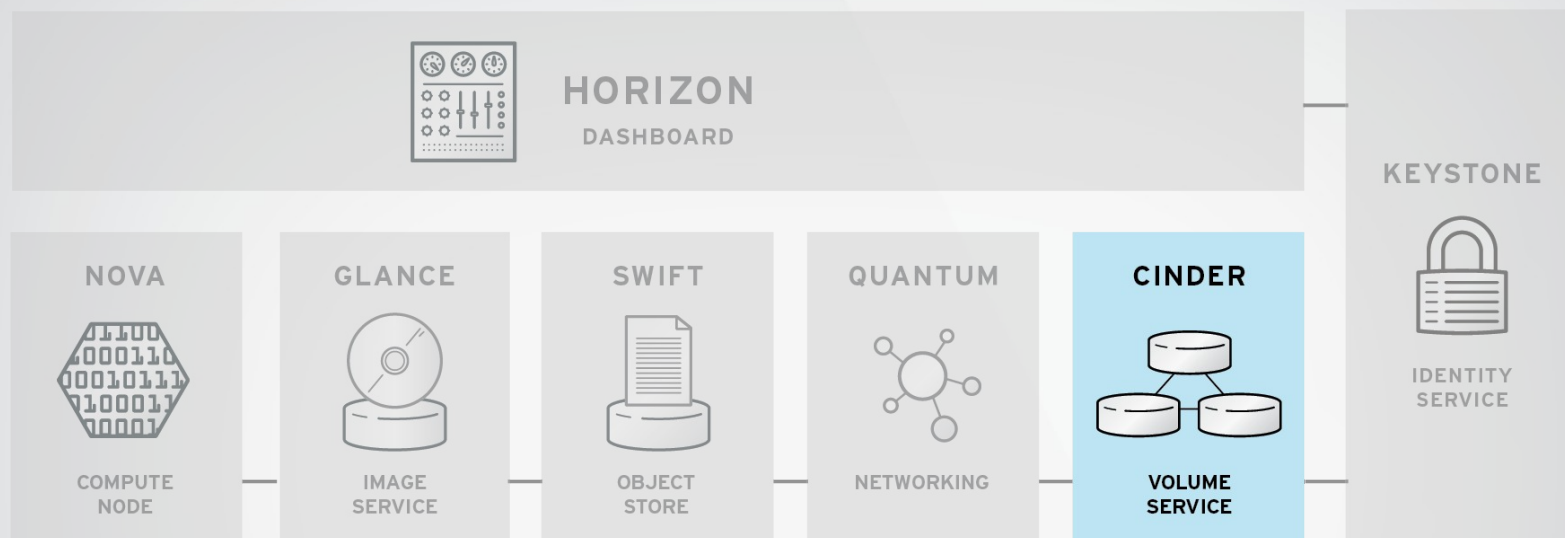 HORIZON
DASHBOARD
KEYSTONE
IDENTITY
SERVICE
NOVA
COMPUTE
NODE
GLANCE
IMAGE
SERVICE
SWIFT
OBJECT
STORE
QUANTUM
NETWORKING
CINDER
VOLUME
SERVICE